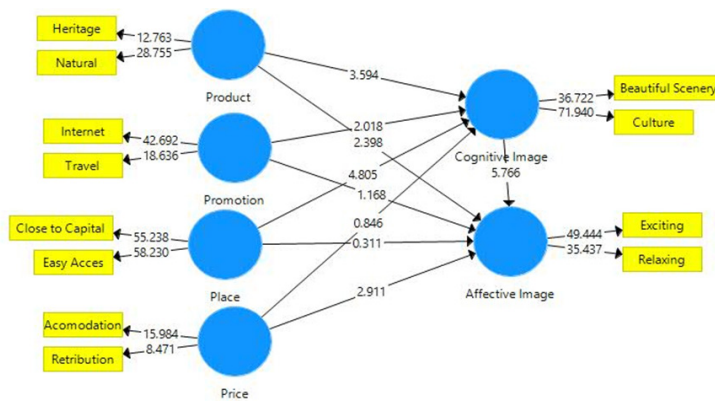 Heritage
12.763
28.755
Natural
Product
3.594
Internet
42.692
18.636
Travel
Promotion
2.018
2.398
4.805
1.168
Close to Capital
55.238
58.230
Easy Acces
Place
0.846
0.311
2.911
Acomodation
15.984
8.471
Retribution
Price
Beautiful Scenery
36.722
71.940
Culture
Cognitive Image
5.766
Exciting
49.444
35.437
Relaxing
Affective Image